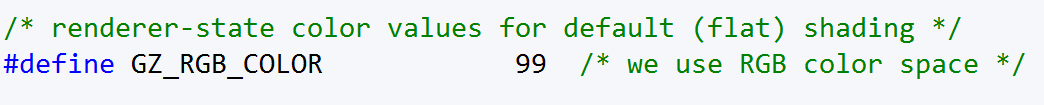 /* renderer-state color values for default (flat) shading */
#define GZ_RGB_COLOR            99  /* we use RGB color space */